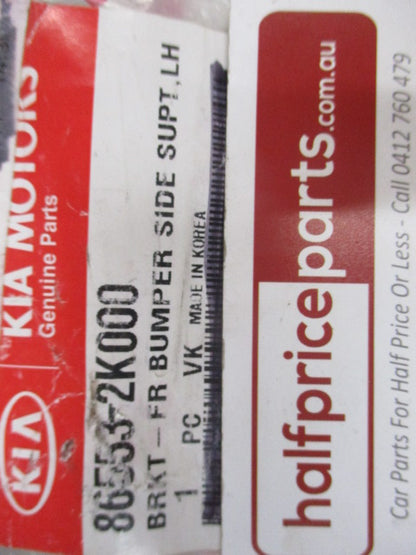 KIA
KIA MOTORS
Genuine Parts
86553-2K000
BRKT - FR BUMPER SIDE SUPT,LH
1 PC VK MADE IN KOREA
halfpriceparts.com.au
Car Parts For Half Price Or Less - Call 0412 760 479